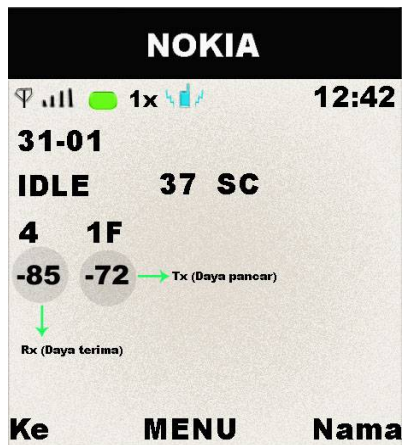 NOKIA
1x 12:42
31-01
IDLE 37 SC
4 1F
-85 -72 Tx (Daya pancar)
Rx (Daya terima)
Ke MENU Nama